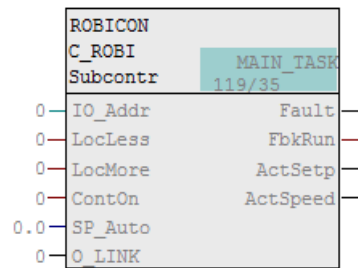 ROBICON
C_ROBI MAIN_TASK
Subcontr 119/35
0 IO_Addr Fault
0 LocLess FbkRun
0 LocMore ActSetp
0 ContOn ActSpeed
0.0 SP_Auto
0 O_LINK